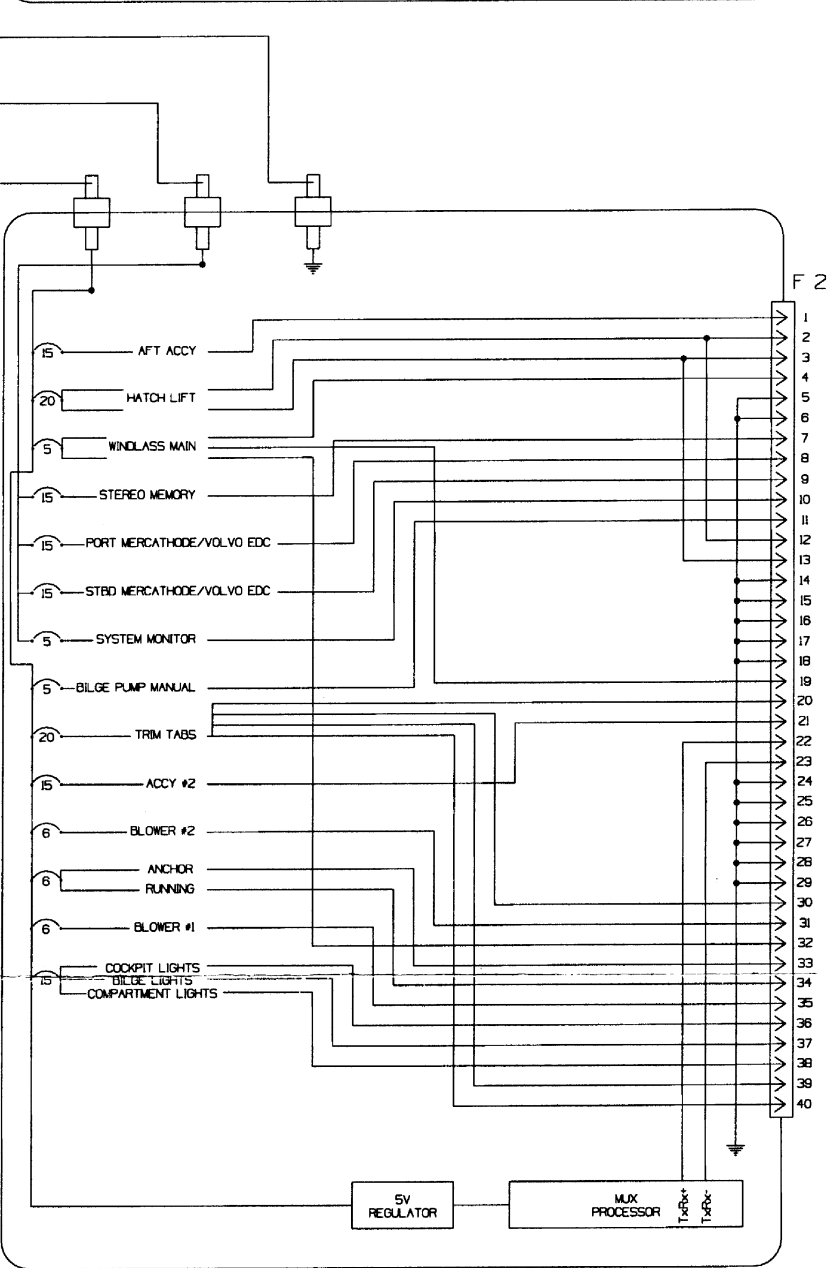 F 2
1
2
15 AFT ACCY
3
4
20 HATCH LIFT
5
6
5 WINDLASS MAIN
7
8
9
15 STEREO MEMORY
10
11
15 PORT MERCATHODE/VOLVO EDC
12
13
14
15 STBD MERCATHODE/VOLVO EDC
15
16
5 SYSTEM MONITOR
17
18
19
5 BILGE PUMP MANUAL
20
21
20 TRIM TABS
22
23
15 ACCY #2
24
25
26
6 BLOWER #2
27
28
ANCHOR
6
RUNNING
29
30
31
6 BLOWER #1
32
33
COCKPIT LIGHTS
15 BILGE LIGHTS
34
COMPARTMENT LIGHTS
35
36
37
38
39
40
5V
REGULATOR
MUX
PROCESSOR
TxRx+
TxRx-